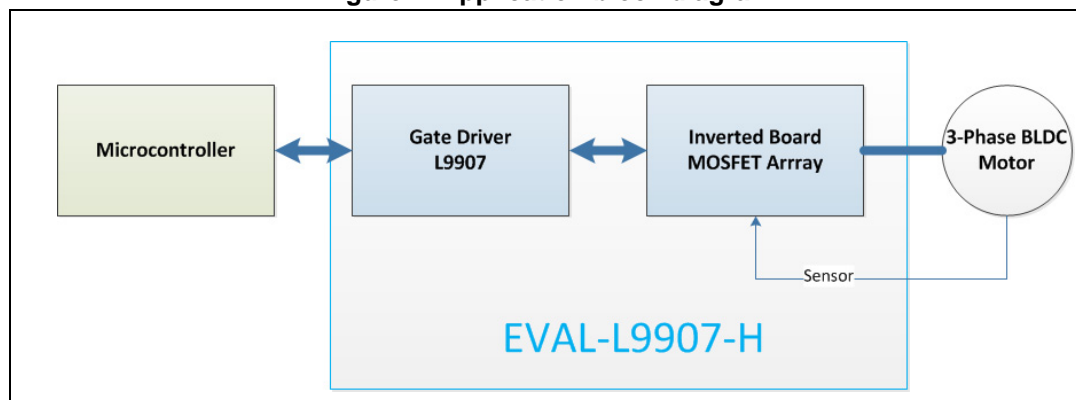 Microcontroller
Gate Driver
L9907
Inverted Board
MOSFET Arrray
3-Phase BLDC
Motor
Sensor
EVAL-L9907-H